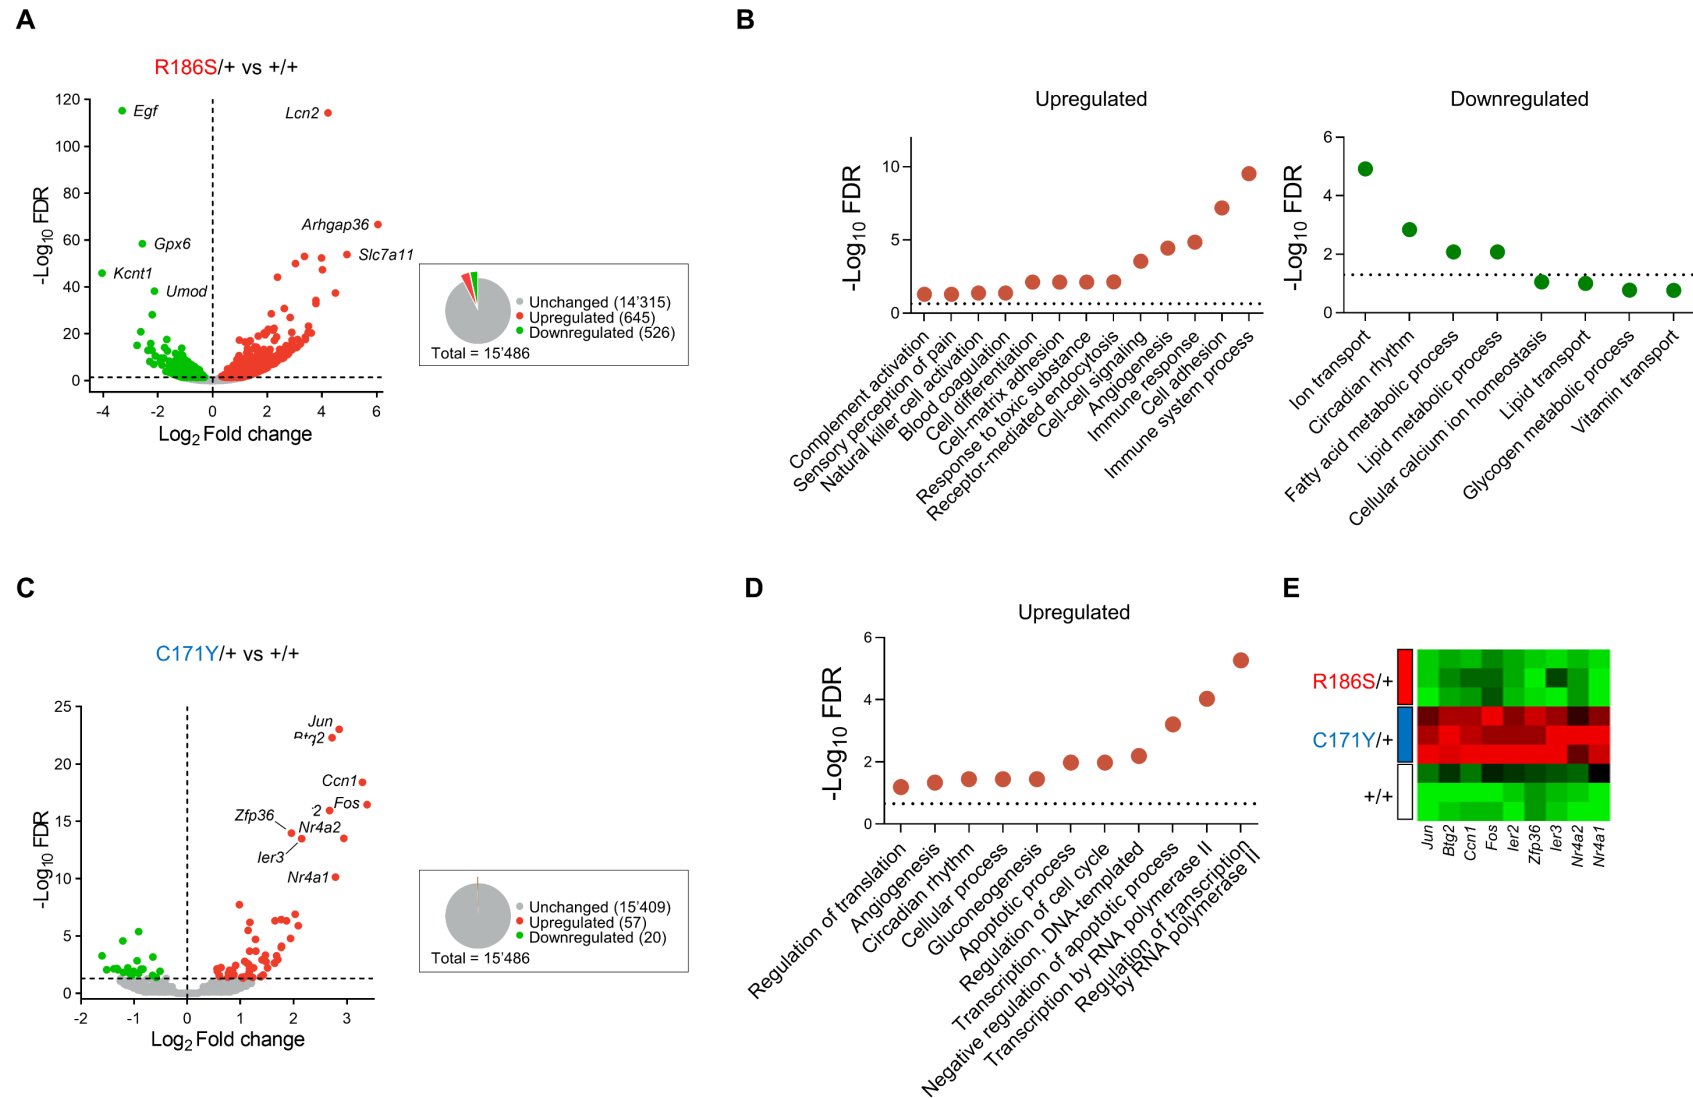 A
R186S/+ vs +/+
-Log10 FDR
120
100
80
60
40
20
0
Egf
Lcn2
Arhgap36
Slc7a11
Gpx6
Kcnt1
Umod
-4
-2
0
2
4
6
Log2 Fold change
Unchanged (14'315)
Upregulated (645)
Downregulated (526)
Total = 15'486
B
Upregulated
-Log10 FDR
10
5
0
Complement activation
Sensory perception of pain
Natural killer cell activation
Blood coagulation
Cell differentiation
Cell-matrix adhesion
Response to toxic substance
Receptor-mediated endocytosis
Cell-cell signaling
Angiogenesis
Immune response
Cell adhesion
Immune system process
Downregulated
-Log10 FDR
6
4
2
0
Ion transport
Circadian rhythm
Fatty acid metabolic process
Lipid metabolic process
Cellular calcium ion homeostasis
Lipid transport
Glycogen metabolic process
Vitamin transport
C
C171Y/+ vs +/+
-Log10 FDR
25
20
15
10
5
0
Jun
Btg2
Ccn1
Fos
2
Zfp36
Nr4a2
Ier3
Nr4a1
-2
-1
0
1
2
3
Log2 Fold change
Unchanged (15'409)
Upregulated (57)
Downregulated (20)
Total = 15'486
D
Upregulated
-Log10 FDR
6
4
2
0
Regulation of translation
Angiogenesis
Circadian rhythm
Cellular process
Gluconeogenesis
Apoptotic process
Regulation of cell cycle
Transcription, DNA-templated
Negative regulation of apoptotic process
Transcription by RNA polymerase II
Regulation of transcription
by RNA polymerase II
E
R186S/+
C171Y/+
+/+
Jun
Btg2
Ccn1
Fos
Ier2
Zfp36
Ier3
Nr4a2
Nr4a1